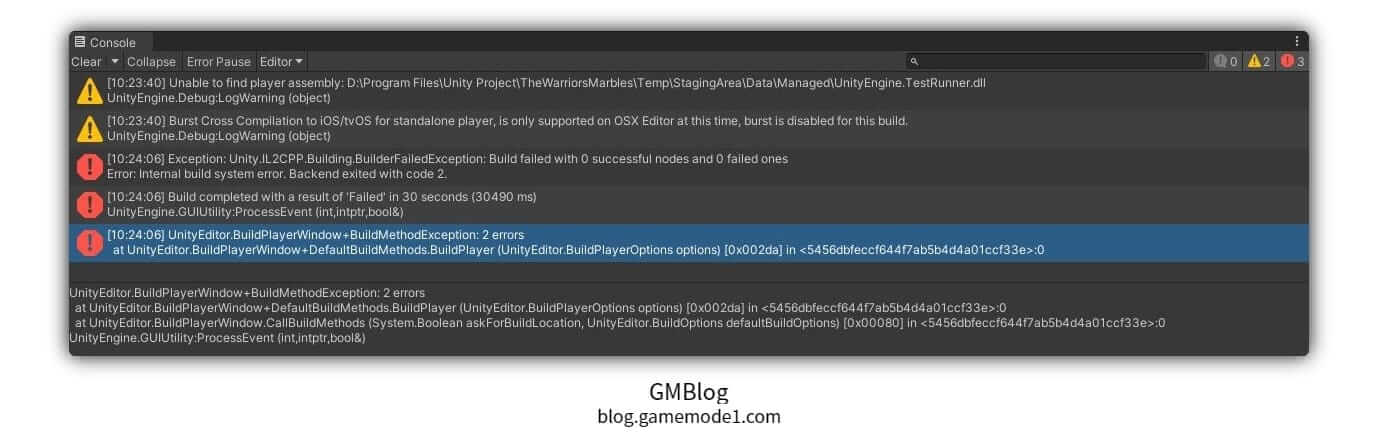 Console
Clear Collapse Error Pause Editor 0 2 3
[10:23:40] Unable to find player assembly: D:\Program Files\Unity Project\TheWarriorsMarbles\Temp\StagingArea\Data\Managed\UnityEngine.TestRunner.dll
UnityEngine.Debug:LogWarning (object)
[10:23:40] Burst Cross Compilation to iOS/tvOS for standalone player, is only supported on OSX Editor at this time, burst is disabled for this build.
UnityEngine.Debug:LogWarning (object)
[10:24:06] Exception: Unity.IL2CPP.Building.BuilderFailedException: Build failed with 0 successful nodes and 0 failed ones
Error: Internal build system error. Backend exited with code 2.
[10:24:06] Build completed with a result of 'Failed' in 30 seconds (30490 ms)
UnityEngine.GUIUtility:ProcessEvent (int,intptr,bool&)
[10:24:06] UnityEditor.BuildPlayerWindow+BuildMethodException: 2 errors
at UnityEditor.BuildPlayerWindow+DefaultBuildMethods.BuildPlayer (UnityEditor.BuildPlayerOptions options) [0x002da] in <5456dbfeccf644f7ab5b4d4a01ccf33e>:0
UnityEditor.BuildPlayerWindow+BuildMethodException: 2 errors
at UnityEditor.BuildPlayerWindow+DefaultBuildMethods.BuildPlayer (UnityEditor.BuildPlayerOptions options) [0x002da] in <5456dbfeccf644f7ab5b4d4a01ccf33e>:0
at UnityEditor.BuildPlayerWindow.CallBuildMethods (System.Boolean askForBuildLocation, UnityEditor.BuildOptions defaultBuildOptions) [0x00080] in <5456dbfeccf644f7ab5b4d4a01ccf33e>:0
UnityEngine.GUIUtility:ProcessEvent (int,intptr,bool&)
GMBlog
blog.gamemode1.com